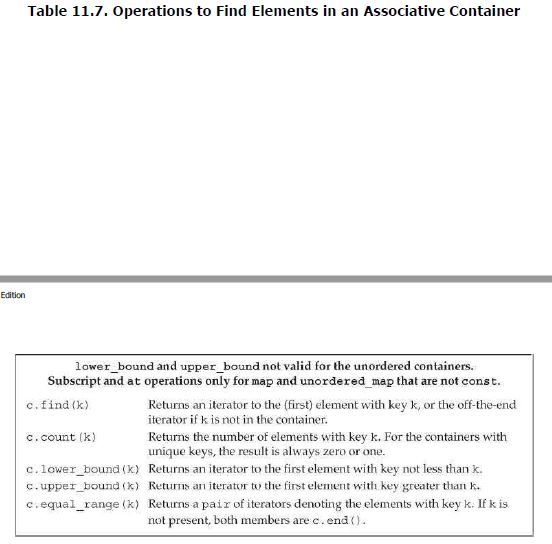 Table 11.7. Operations to Find Elements in an Associative Container
Edition
lower_bound and upper_bound not valid for the unordered containers.
Subscript and at operations only for map and unordered_map that are not const.
c.find(k) Returns an iterator to the (first) element with key k, or the off-the-end
iterator if k is not in the container.
c.count(k) Returns the number of elements with key k. For the containers with
unique keys, the result is always zero or one.
c.lower_bound(k) Returns an iterator to the first element with key not less than k.
c.upper_bound(k) Returns an iterator to the first element with key greater than k.
c.equal_range(k) Returns a pair of iterators denoting the elements with key k. If k is
not present, both members are c.end().